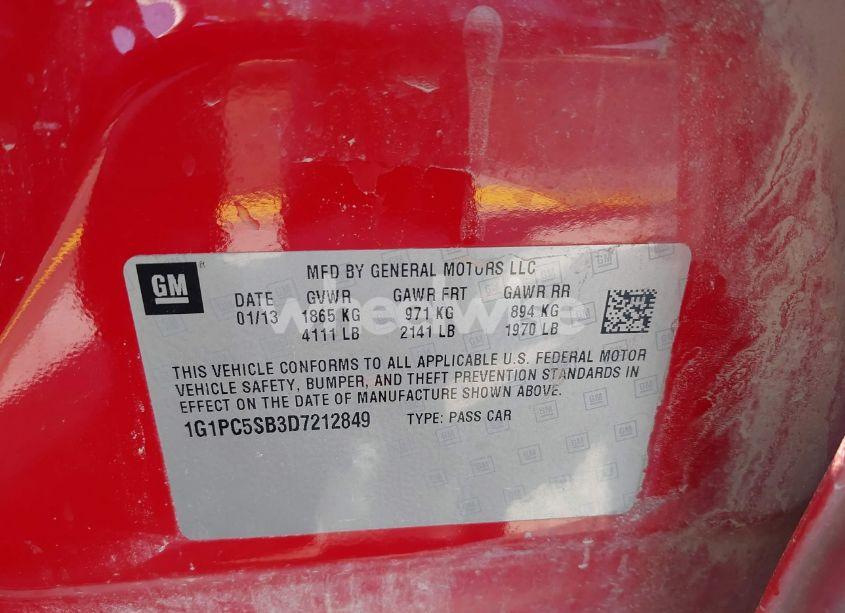 GM
MFD BY GENERAL MOTORS LLC
DATE GVWR GAWR FRT GAWR RR
01/13 1865 KG 971 KG 894 KG
4111 LB 2141 LB 1970 LB
THIS VEHICLE CONFORMS TO ALL APPLICABLE U.S. FEDERAL MOTOR
VEHICLE SAFETY, BUMPER, AND THEFT PREVENTION STANDARDS IN
EFFECT ON THE DATE OF MANUFACTURE SHOWN ABOVE.
1G1PC5SB3D7212849 TYPE: PASS CAR